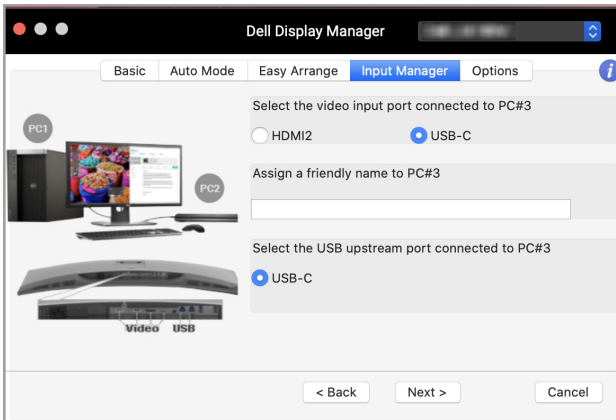 Dell Display Manager
Basic Auto Mode Easy Arrange Input Manager Options
i
Select the video input port connected to PC#3
HDMI2 USB-C
Assign a friendly name to PC#3
Select the USB upstream port connected to PC#3
USB-C
PC1
PC2
Video USB
< Back Next > Cancel